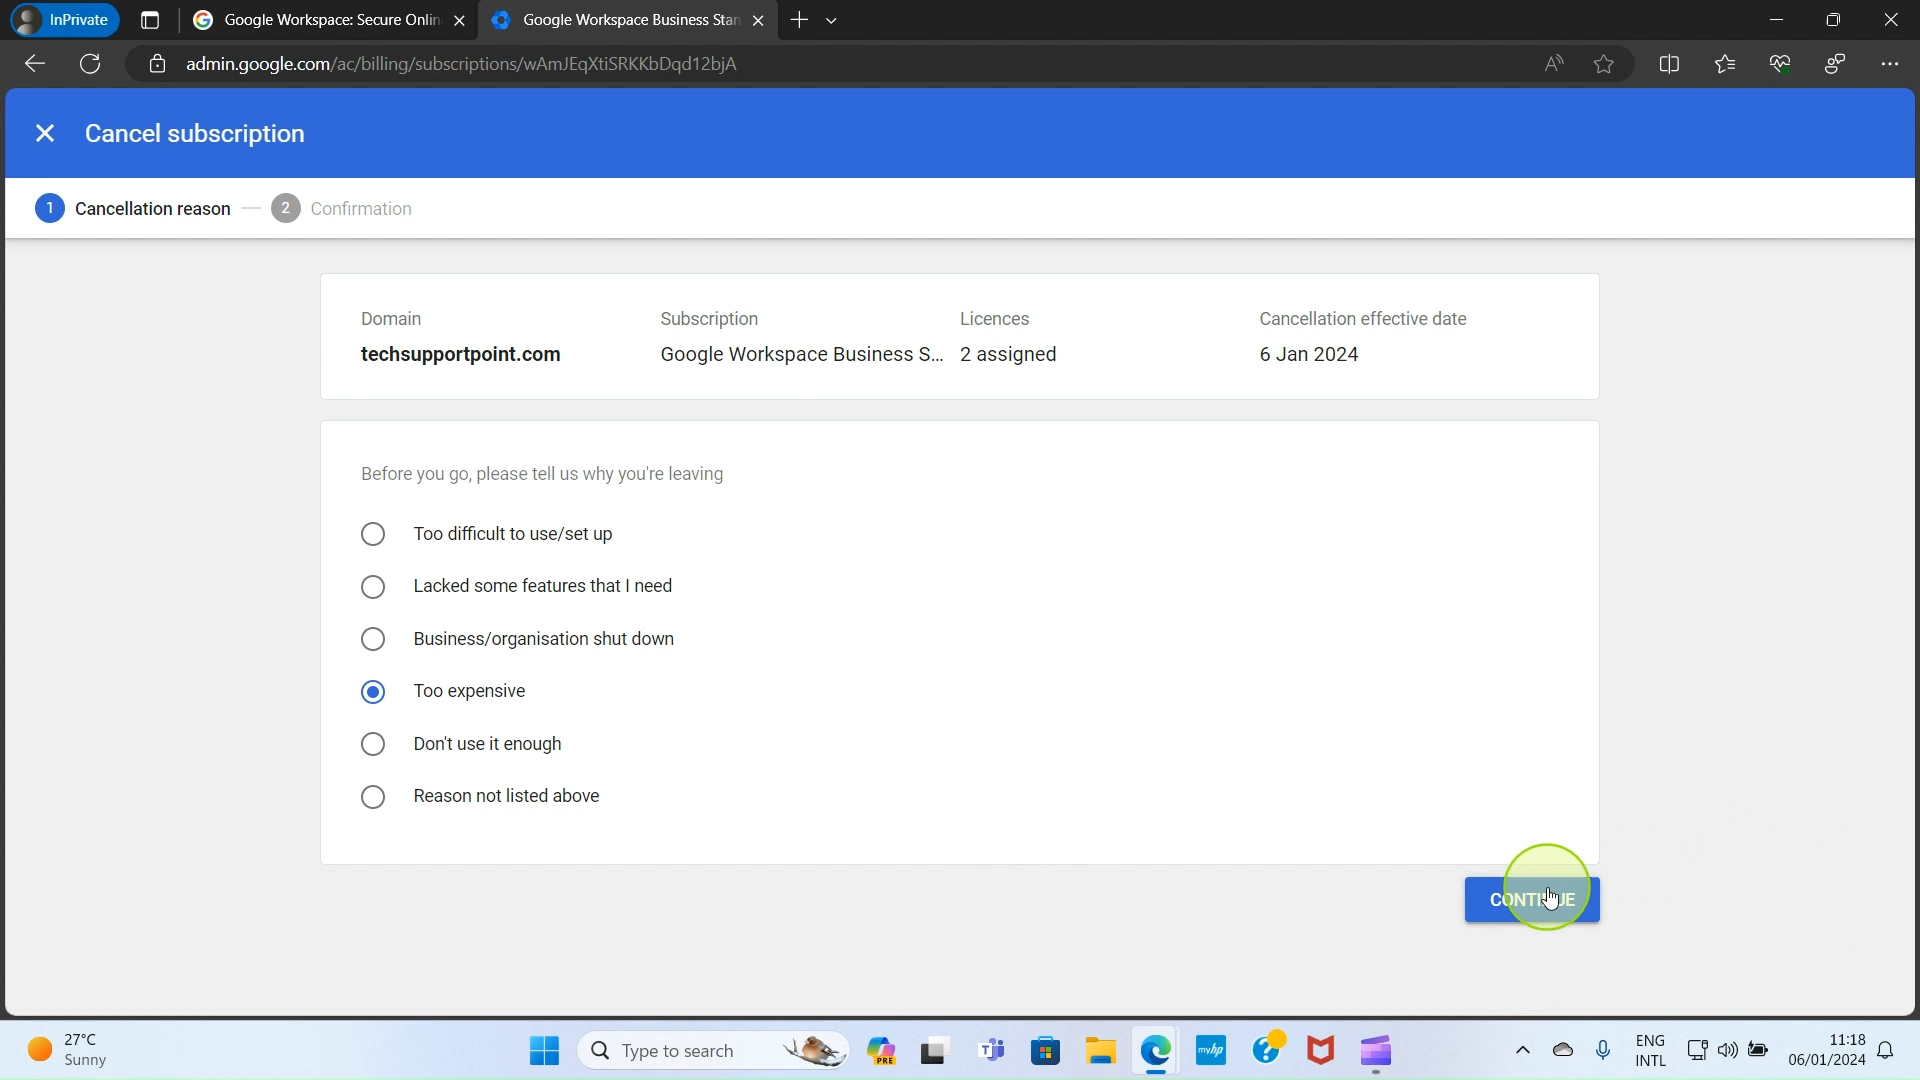 InPrivate
Google Workspace: Secure Onlin
Google Workspace Business Stan
admin.google.com/ac/billing/subscriptions/wAmJEqXtiSRKKbDqd12bjA
Cancel subscription
1 Cancellation reason 2 Confirmation
Domain Subscription Licences Cancellation effective date
techsupportpoint.com Google Workspace Business S... 2 assigned 6 Jan 2024
Before you go, please tell us why you're leaving
Too difficult to use/set up
Lacked some features that I need
Business/organisation shut down
Too expensive
Don't use it enough
Reason not listed above
CONTINUE
27°C
Sunny
Type to search
PRE
myhp
ENG
INTL
11:18
06/01/2024